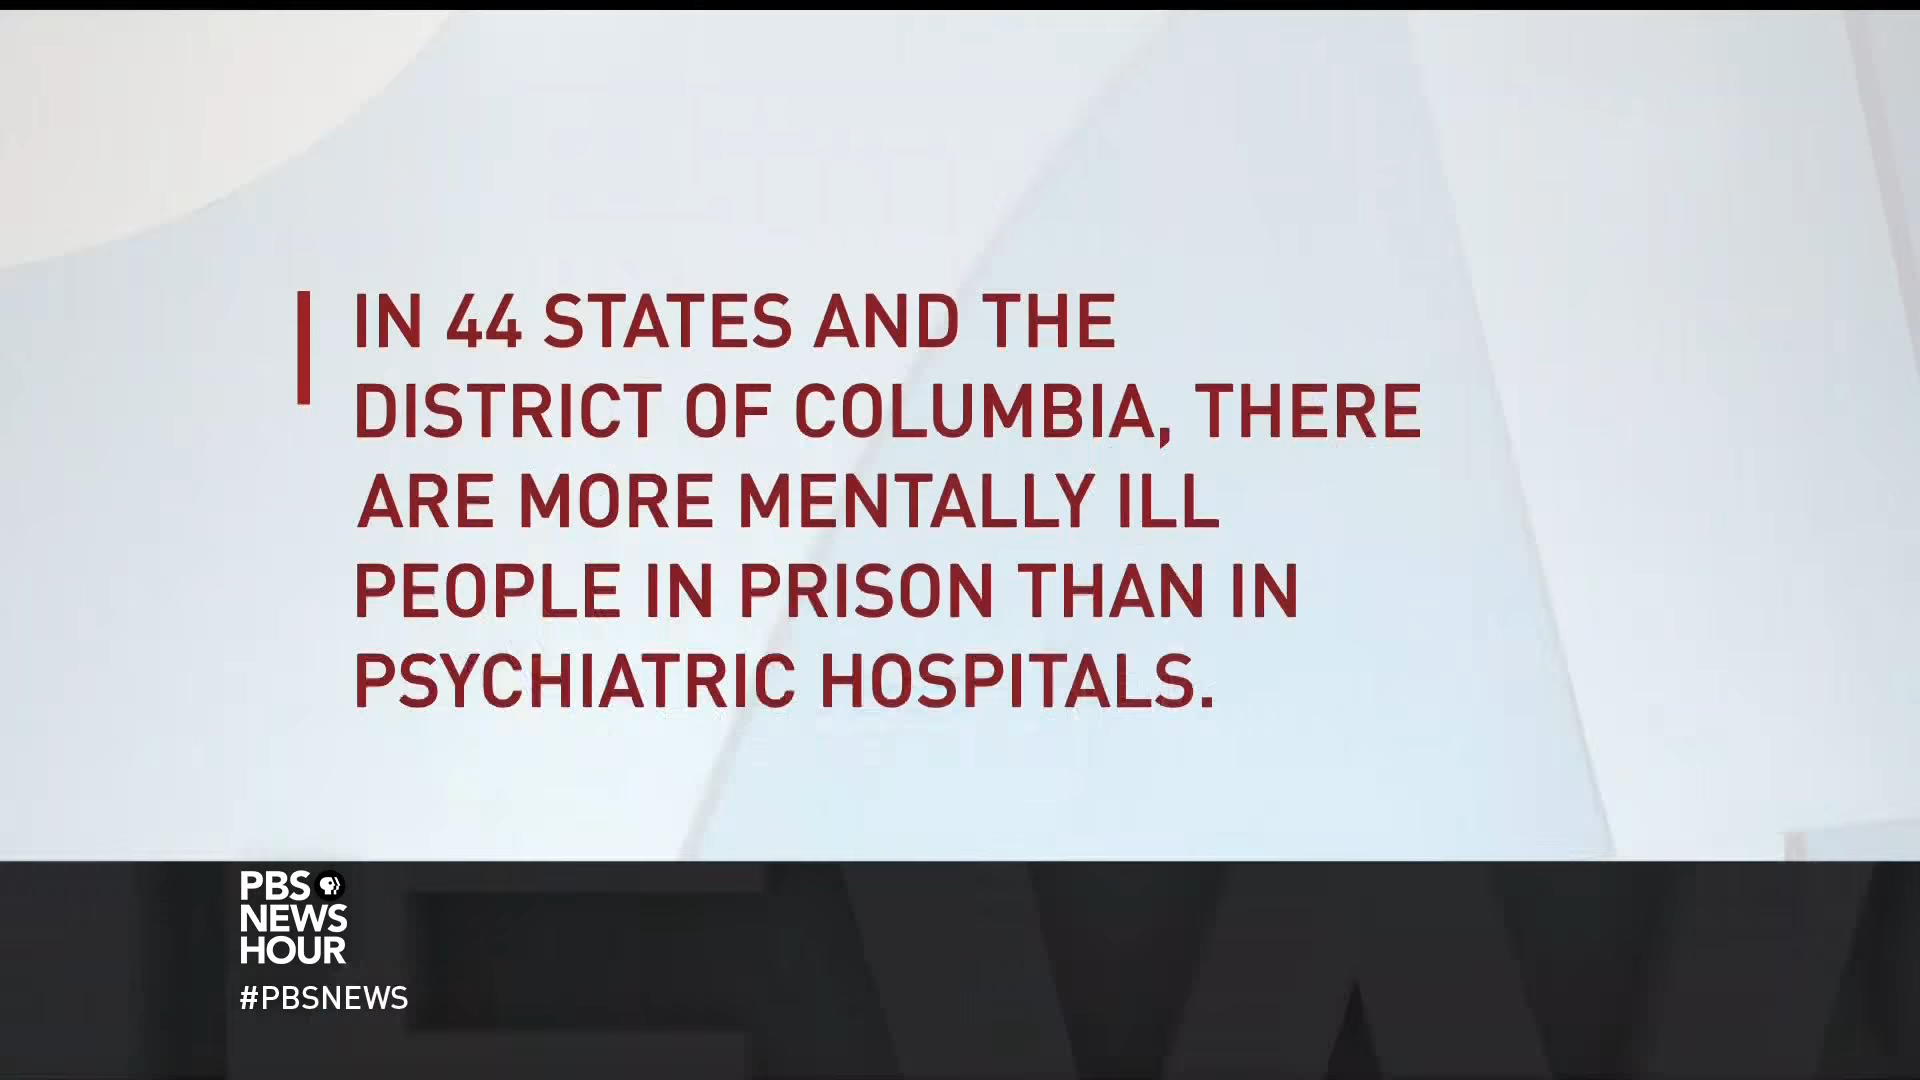 IN 44 STATES AND THE
DISTRICT OF COLUMBIA, THERE
ARE MORE MENTALLY ILL
PEOPLE IN PRISON THAN IN
PSYCHIATRIC HOSPITALS.
PBS
NEWS
HOUR
#PBSNEWS